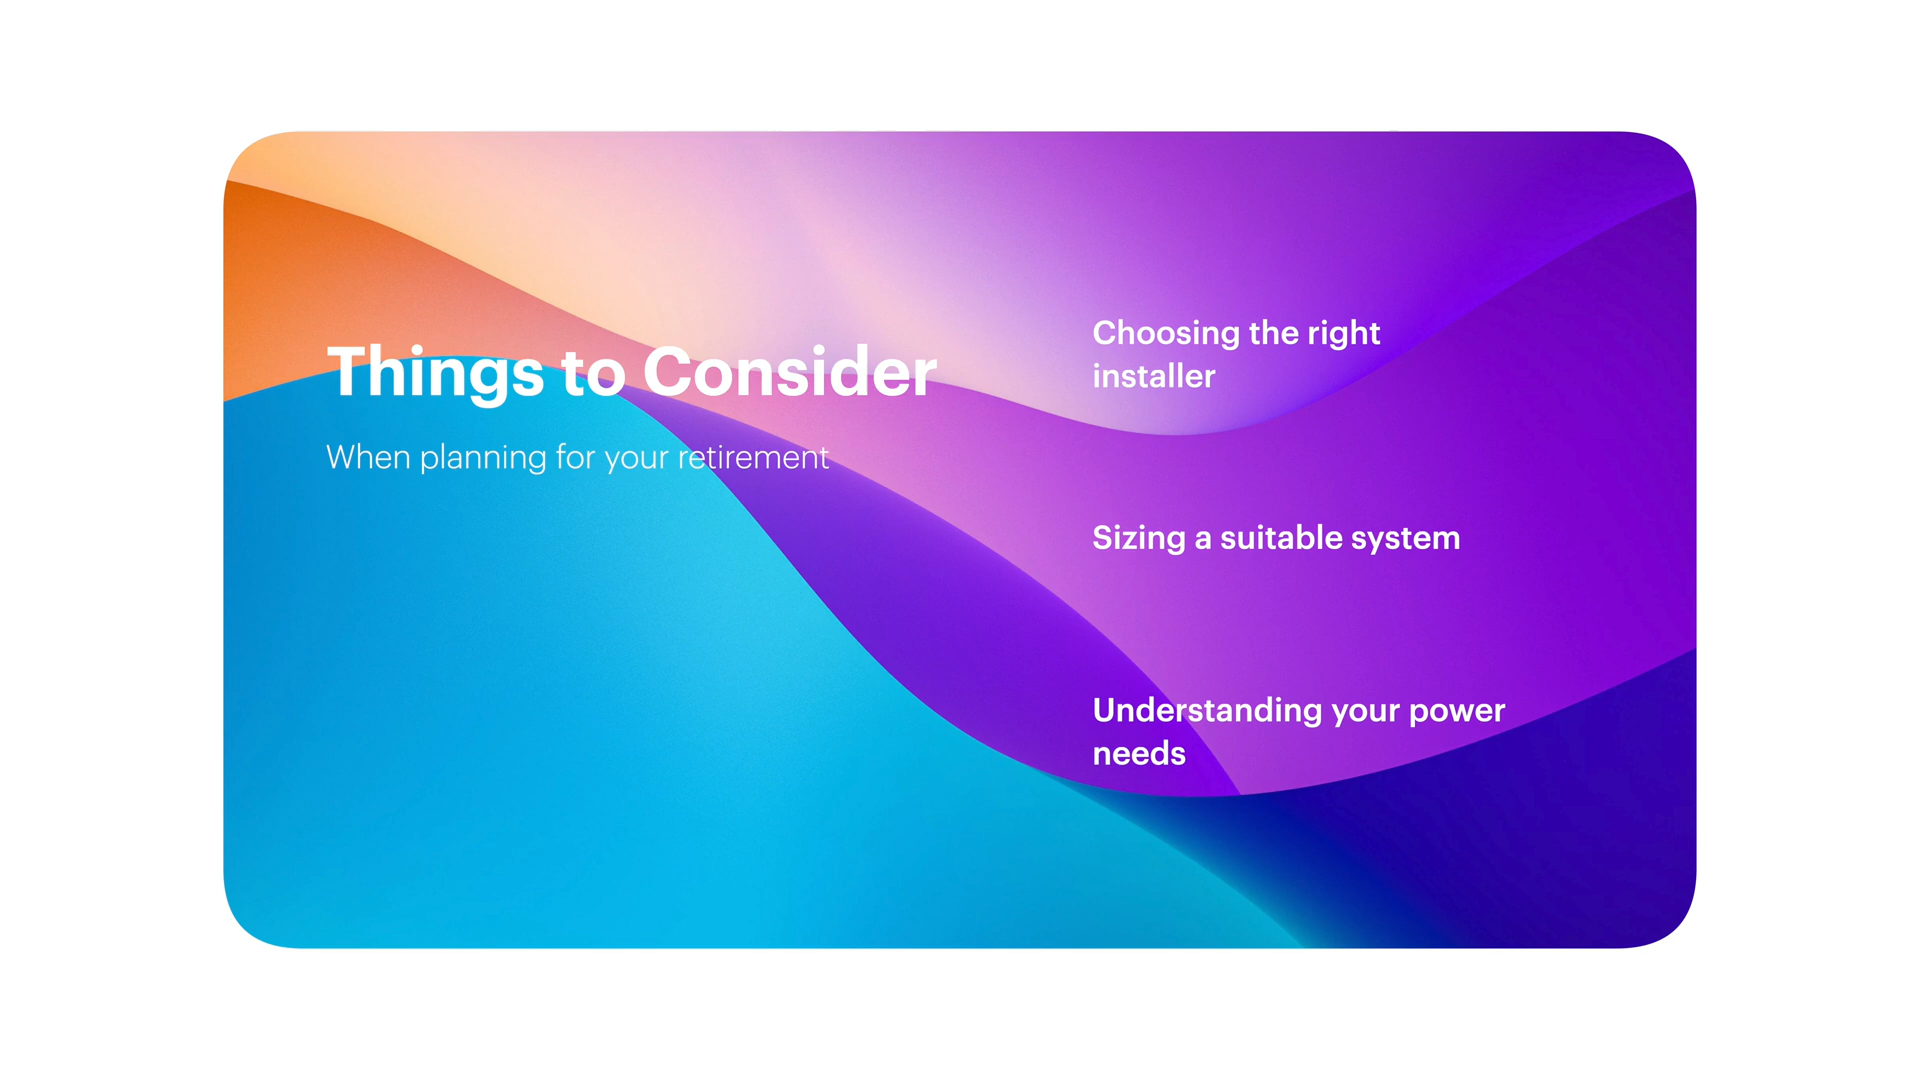 Things to Consider
When planning for your retirement
Choosing the right
installer
Sizing a suitable system
Understanding your power
needs